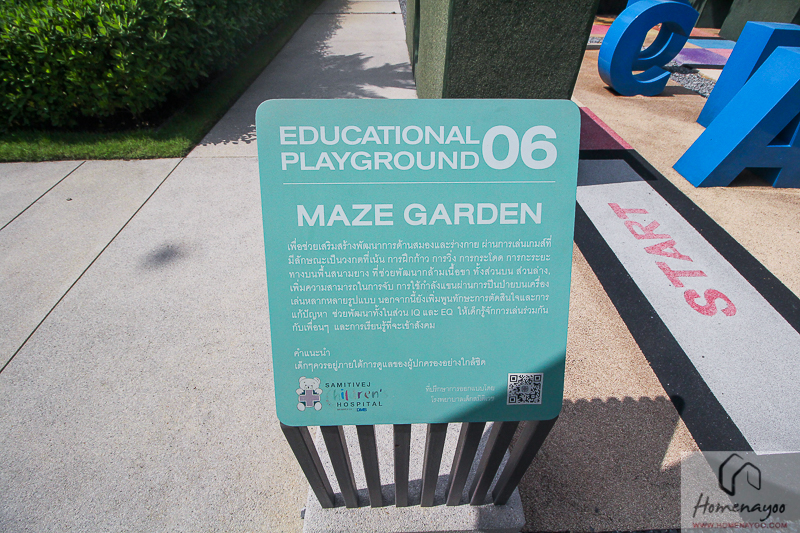 EDUCATIONAL
PLAYGROUND 06
MAZE GARDEN
เพื่อช่วยเสริมสร้างพัฒนาการด้านสมองและร่างกาย ผ่านการเล่นเกมส์ที่
มีลักษณะเป็นวงกตที่เน้น การฝึกก้าว การวิ่ง การกระโดด การกะระยะ
ทางบนพื้นสนามยาง ที่ช่วยพัฒนากล้ามเนื้อขา ทั้งส่วนบน ส่วนล่าง,
เพิ่มความสามารถในการจับ การใช้กำลังแขนผ่านการปีนป่ายบนเครื่อง
เล่นหลากหลายรูปแบบ นอกจากนี้ยังเพิ่มพูนทักษะการตัดสินใจและการ
แก้ปัญหา ช่วยพัฒนาทั้งในส่วน IQ และ EQ ให้เด็กรู้จักการเล่นร่วมกัน
กับเพื่อนๆ และการเรียนรู้ที่จะเข้าสังคม
คำแนะนำ
เด็กๆควรอยู่ภายใต้การดูแลของผู้ปกครองอย่างใกล้ชิด
SAMITIVEJ
Children's
HOSPITAL
ที่ปรึกษาการออกแบบโดย
START
e
A
Homenayoo
WWW.HOMENAYOO.COM